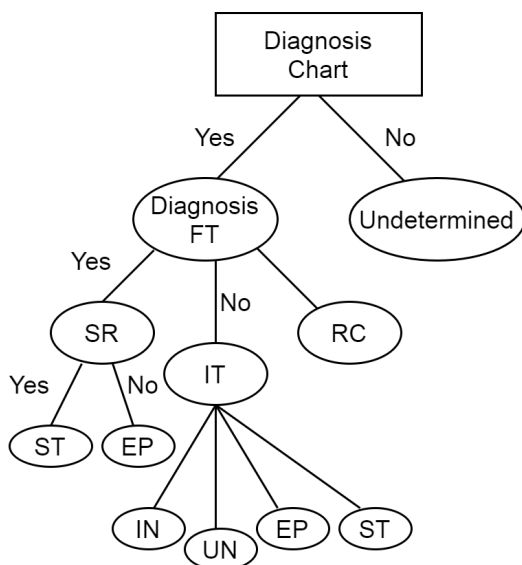 Diagnosis
Chart
Yes
No
Diagnosis
FT
Undetermined
Yes
No
SR
RC
IT
Yes
No
ST
EP
IN
UN
EP
ST